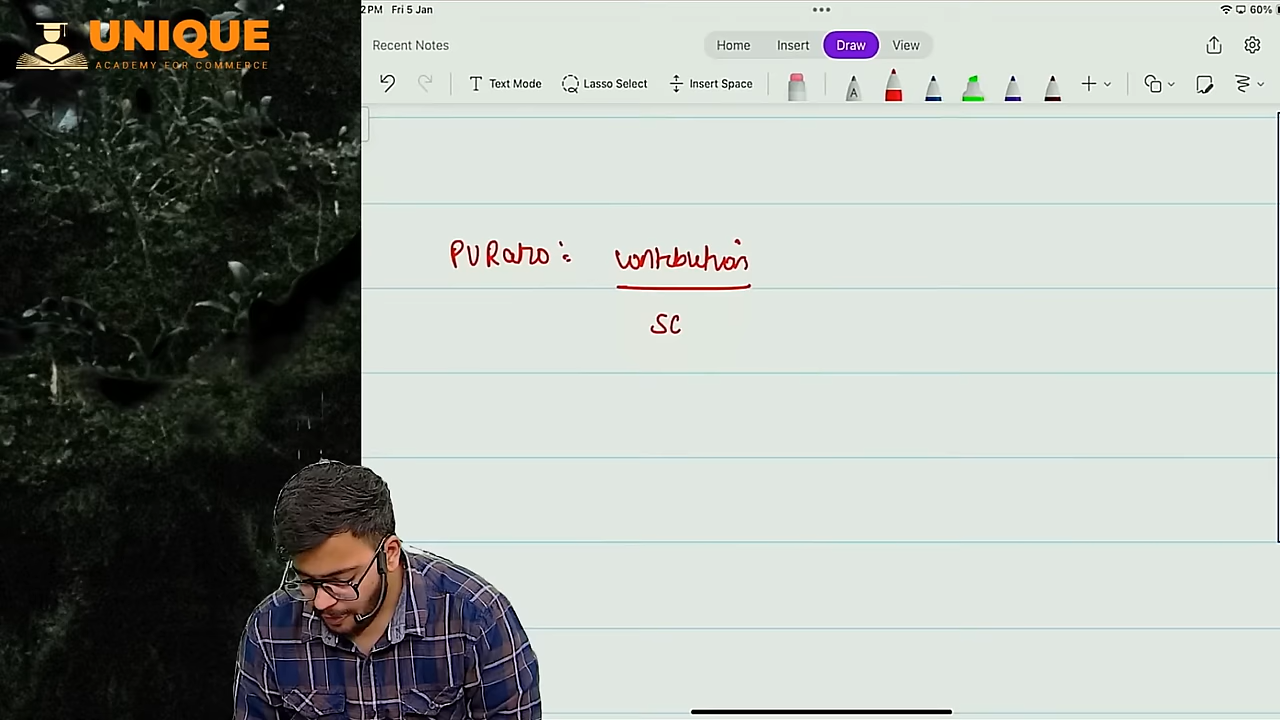 UNIQUE
ACADEMY FOR COMMERCE
2PM Fri 5 Jan
60%
Recent Notes
Home Insert Draw View
Text Mode Lasso Select Insert Space
A
PV Ratio : contribution
SC